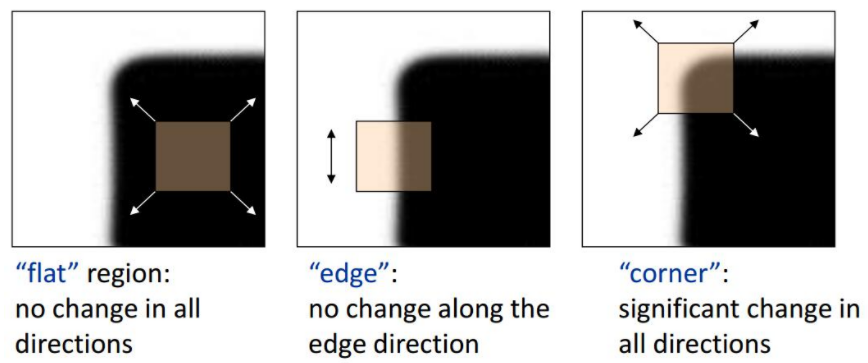 “flat” region:
no change in all
directions
“edge”:
no change along the
edge direction
“corner”:
significant change in
all directions